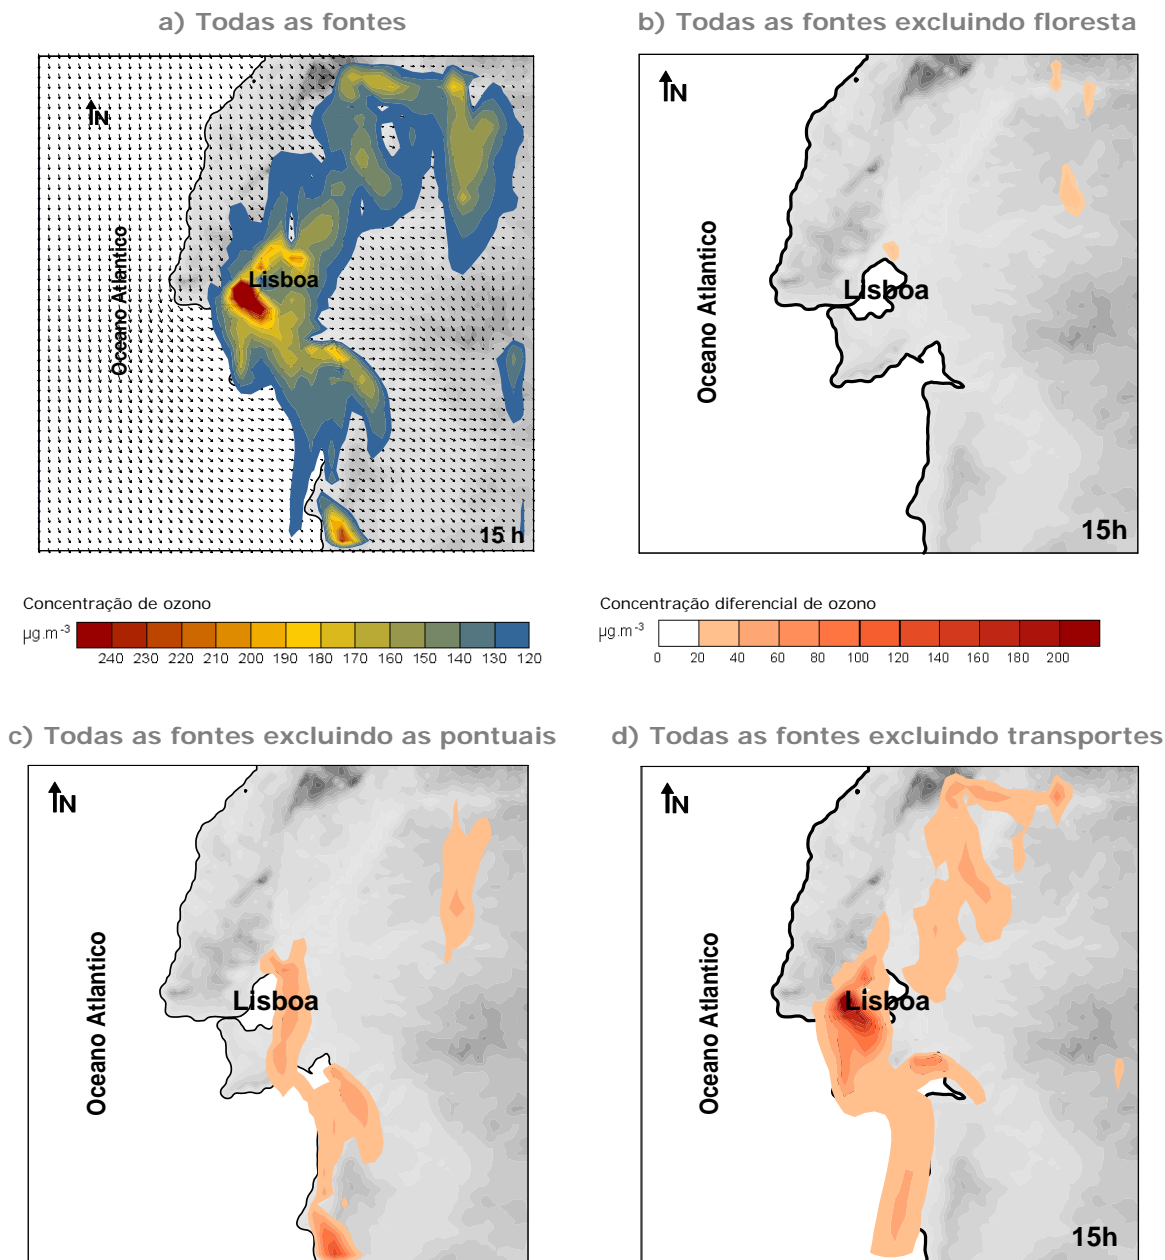 a) Todas as fontes
b) Todas as fontes excluindo floresta
N
Oceano Atlantico
Lisboa
15 h
N
Oceano Atlantico
Lisboa
15h
Concentração de ozono
µg.m-3
240 230 220 210 200 190 180 170 160 150 140 130 120
Concentração diferencial de ozono
µg.m-3
0 20 40 60 80 100 120 140 160 180 200
c) Todas as fontes excluindo as pontuais
d) Todas as fontes excluindo transportes
N
Oceano Atlantico
Lisboa
N
Oceano Atlantico
Lisboa
15h